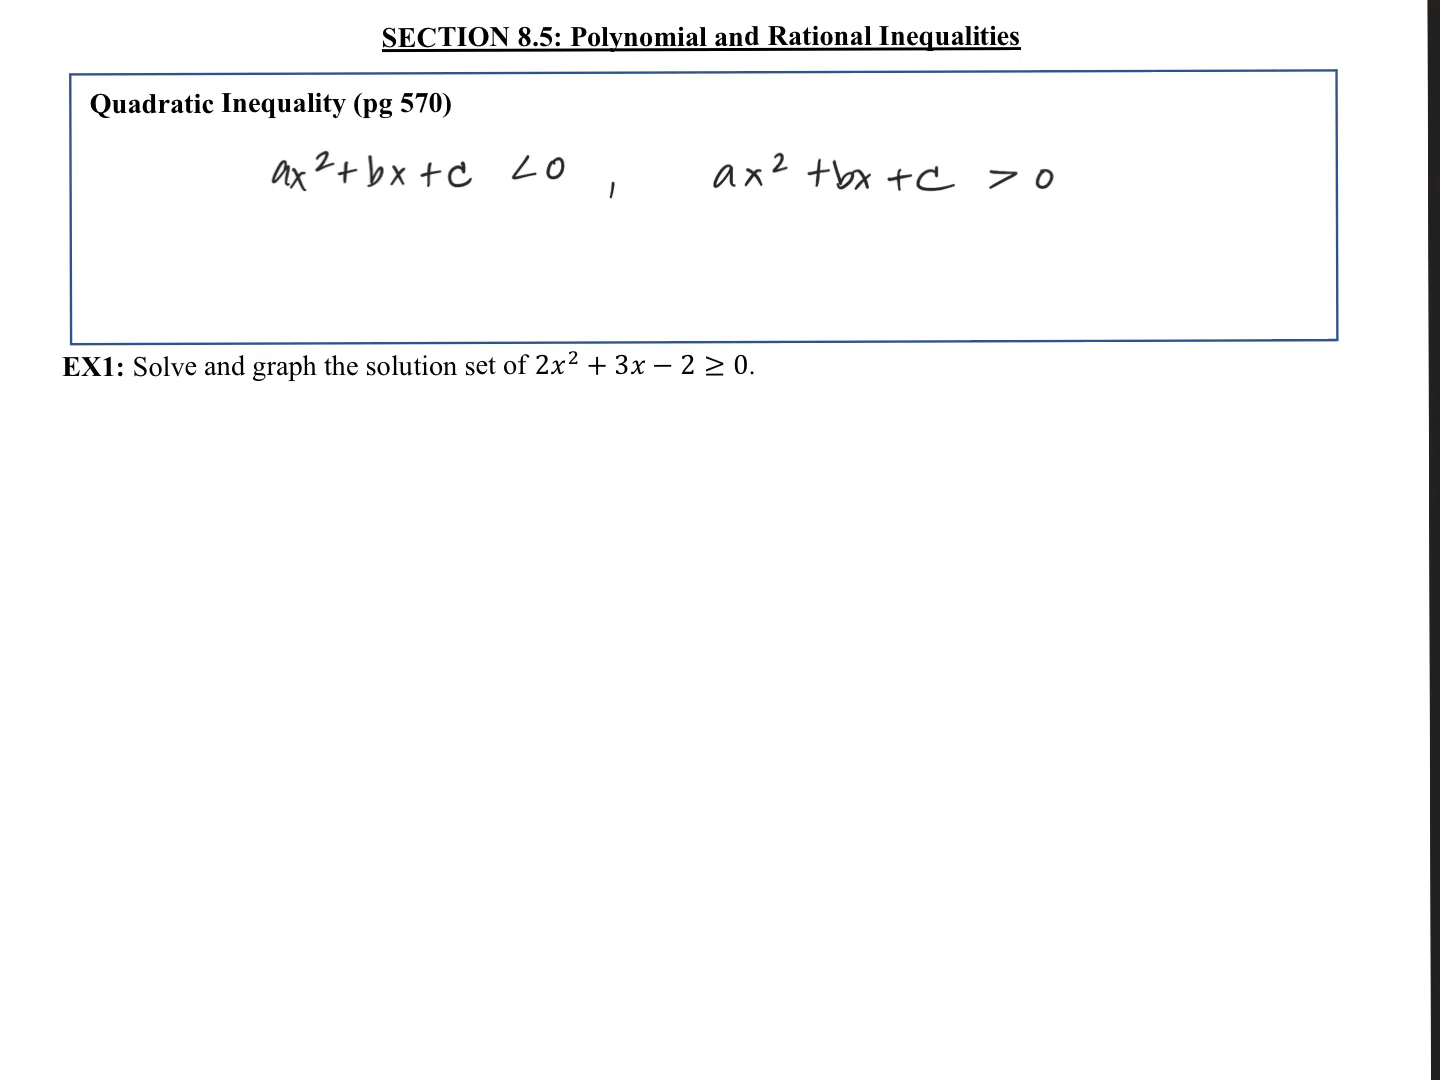 SECTION 8.5: Polynomial and Rational Inequalities
Quadratic Inequality (pg 570)
ax² + bx + c < 0 , ax² + bx + c > 0
EX1: Solve and graph the solution set of 2x² + 3x − 2 ≥ 0.